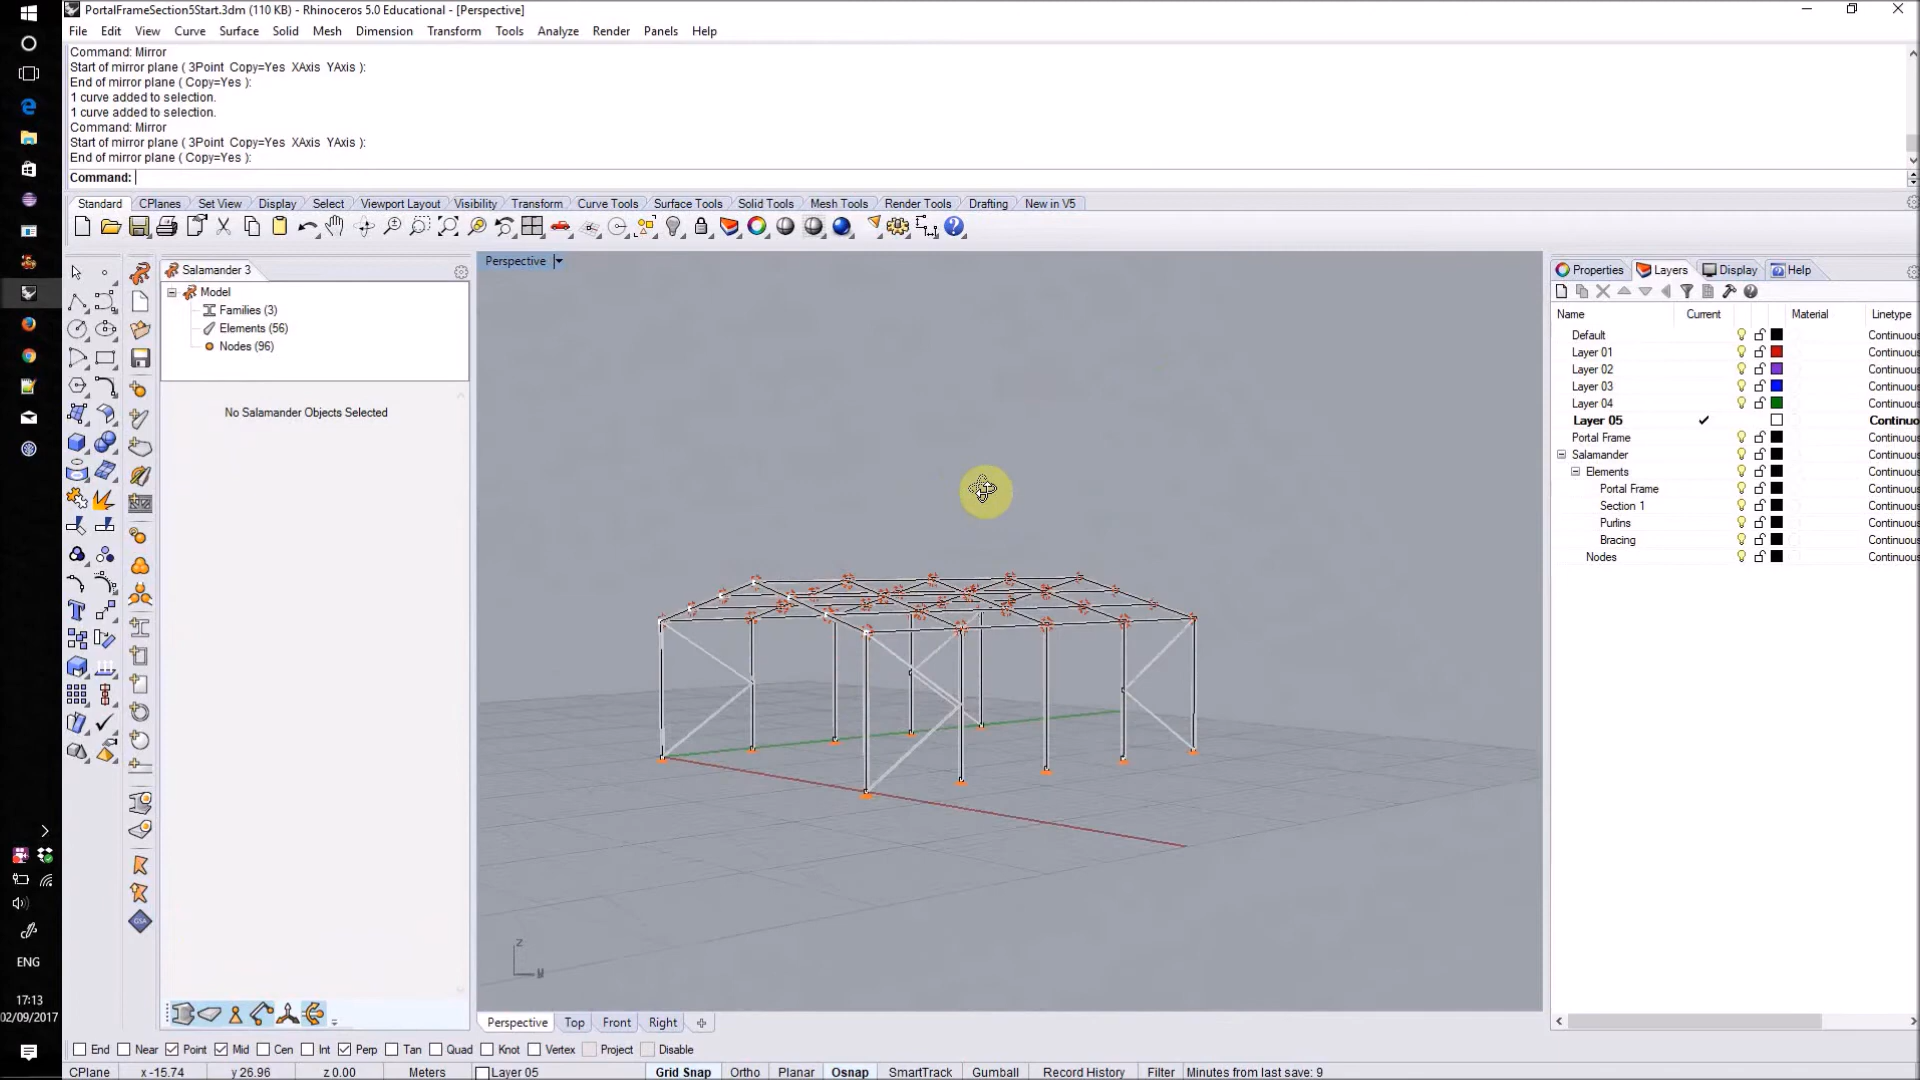 PortalFrameSection5Start.3dm (110 KB) - Rhinoceros 5.0 Educational - [Perspective]
File Edit View Curve Surface Solid Mesh Dimension Transform Tools Analyze Render Panels Help
Command: Mirror
Start of mirror plane ( 3Point Copy=Yes XAxis YAxis ):
End of mirror plane ( Copy=Yes ):
1 curve added to selection.
1 curve added to selection.
Command: Mirror
Start of mirror plane ( 3Point Copy=Yes XAxis YAxis ):
End of mirror plane ( Copy=Yes ):
Command:
Standard CPlanes Set View Display Select Viewport Layout Visibility Transform Curve Tools Surface Tools Solid Tools Mesh Tools Render Tools Drafting New in V5
Salamander 3
Model
Families (3)
Elements (56)
Nodes (96)
No Salamander Objects Selected
Perspective
z
Perspective Top Front Right
Properties Layers Display Help
Name Current Material Linetype
Default Continuous
Layer 01 Continuous
Layer 02 Continuous
Layer 03 Continuous
Layer 04 Continuous
Layer 05 Continuo
Portal Frame Continuous
Salamander Continuous
Elements Continuous
Portal Frame Continuous
Section 1 Continuous
Purlins Continuous
Bracing Continuous
Nodes Continuous
GSA
ENG
17:13
02/09/2017
End Near Point Mid Cen Int Perp Tan Quad Knot Vertex Project Disable
CPlane x -15.74 y 26.96 z 0.00 Meters Layer 05 Grid Snap Ortho Planar Osnap SmartTrack Gumball Record History Filter Minutes from last save: 9